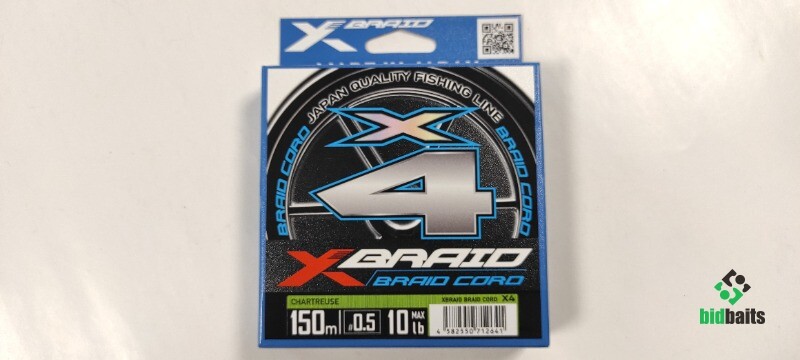 X BRAID
JAPAN QUALITY FISHING LINE
BRAID CORD
BRAID CORD
X
4
X BRAID
BRAID CORD
CHARTREUSE
XBRAID BRAID CORD X4
150m #0.5 10 MAX lb
4 582550 712641
bidbaits